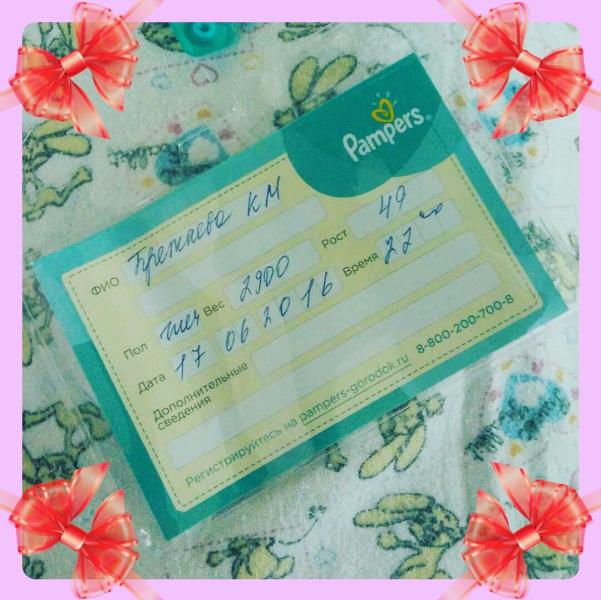 Pampers®
ФИО Брежнева КМ
Пол жен Вес 2900 Рост 49
Дата 17 06 2016 Время 22 00
Дополнительные
сведения
Регистрируйтесь на pampers-gorodok.ru 8-800-200-700-8